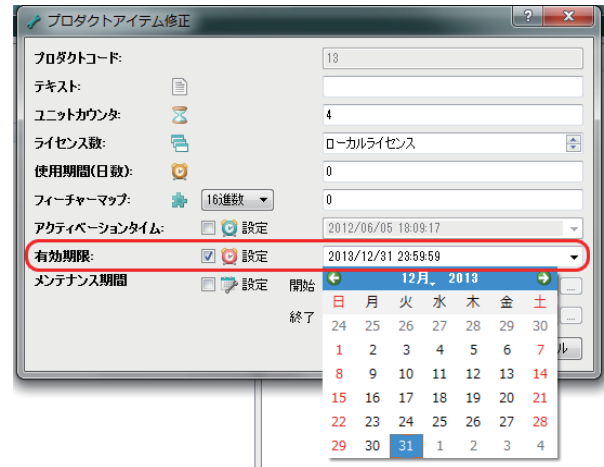 プロダクトアイテム修正
?
プロダクトコード: 13
テキスト:
ユニットカウンタ: 4
ライセンス数: ローカルライセンス
使用期間(日数): 0
フィーチャーマップ: 16進数 0
アクティベーションタイム: 設定 2012/06/05 18:09:17
有効期限: 設定 2013/12/31 23:59:59
メンテナンス期間 設定 開始 ...
終了 ...
ル
12月, 2013
日 月 火 水 木 金 土
24 25 26 27 28 29 30
1 2 3 4 5 6 7
8 9 10 11 12 13 14
15 16 17 18 19 20 21
22 23 24 25 26 27 28
29 30 31 1 2 3 4